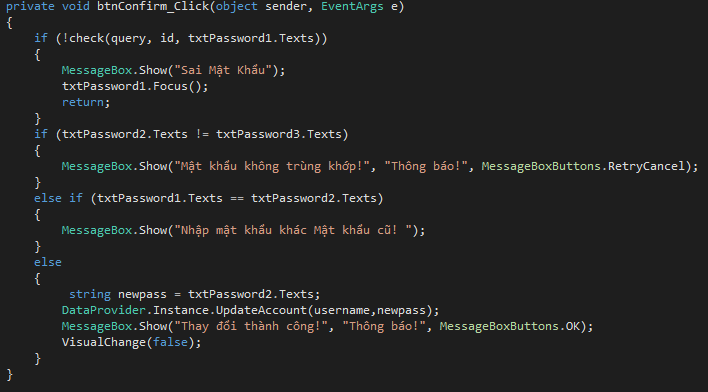 private void btnConfirm_Click(object sender, EventArgs e)
{
if (!check(query, id, txtPassword1.Texts))
{
MessageBox.Show("Sai Mật Khẩu");
txtPassword1.Focus();
return;
}
if (txtPassword2.Texts != txtPassword3.Texts)
{
MessageBox.Show("Mật khẩu không trùng khớp!", "Thông báo!", MessageBoxButtons.RetryCancel);
}
else if (txtPassword1.Texts == txtPassword2.Texts)
{
MessageBox.Show("Nhập mật khẩu khác Mật khẩu cũ! ");
}
else
{
string newpass = txtPassword2.Texts;
DataProvider.Instance.UpdateAccount(username,newpass);
MessageBox.Show("Thay đổi thành công!", "Thông báo!", MessageBoxButtons.OK);
VisualChange(false);
}
}